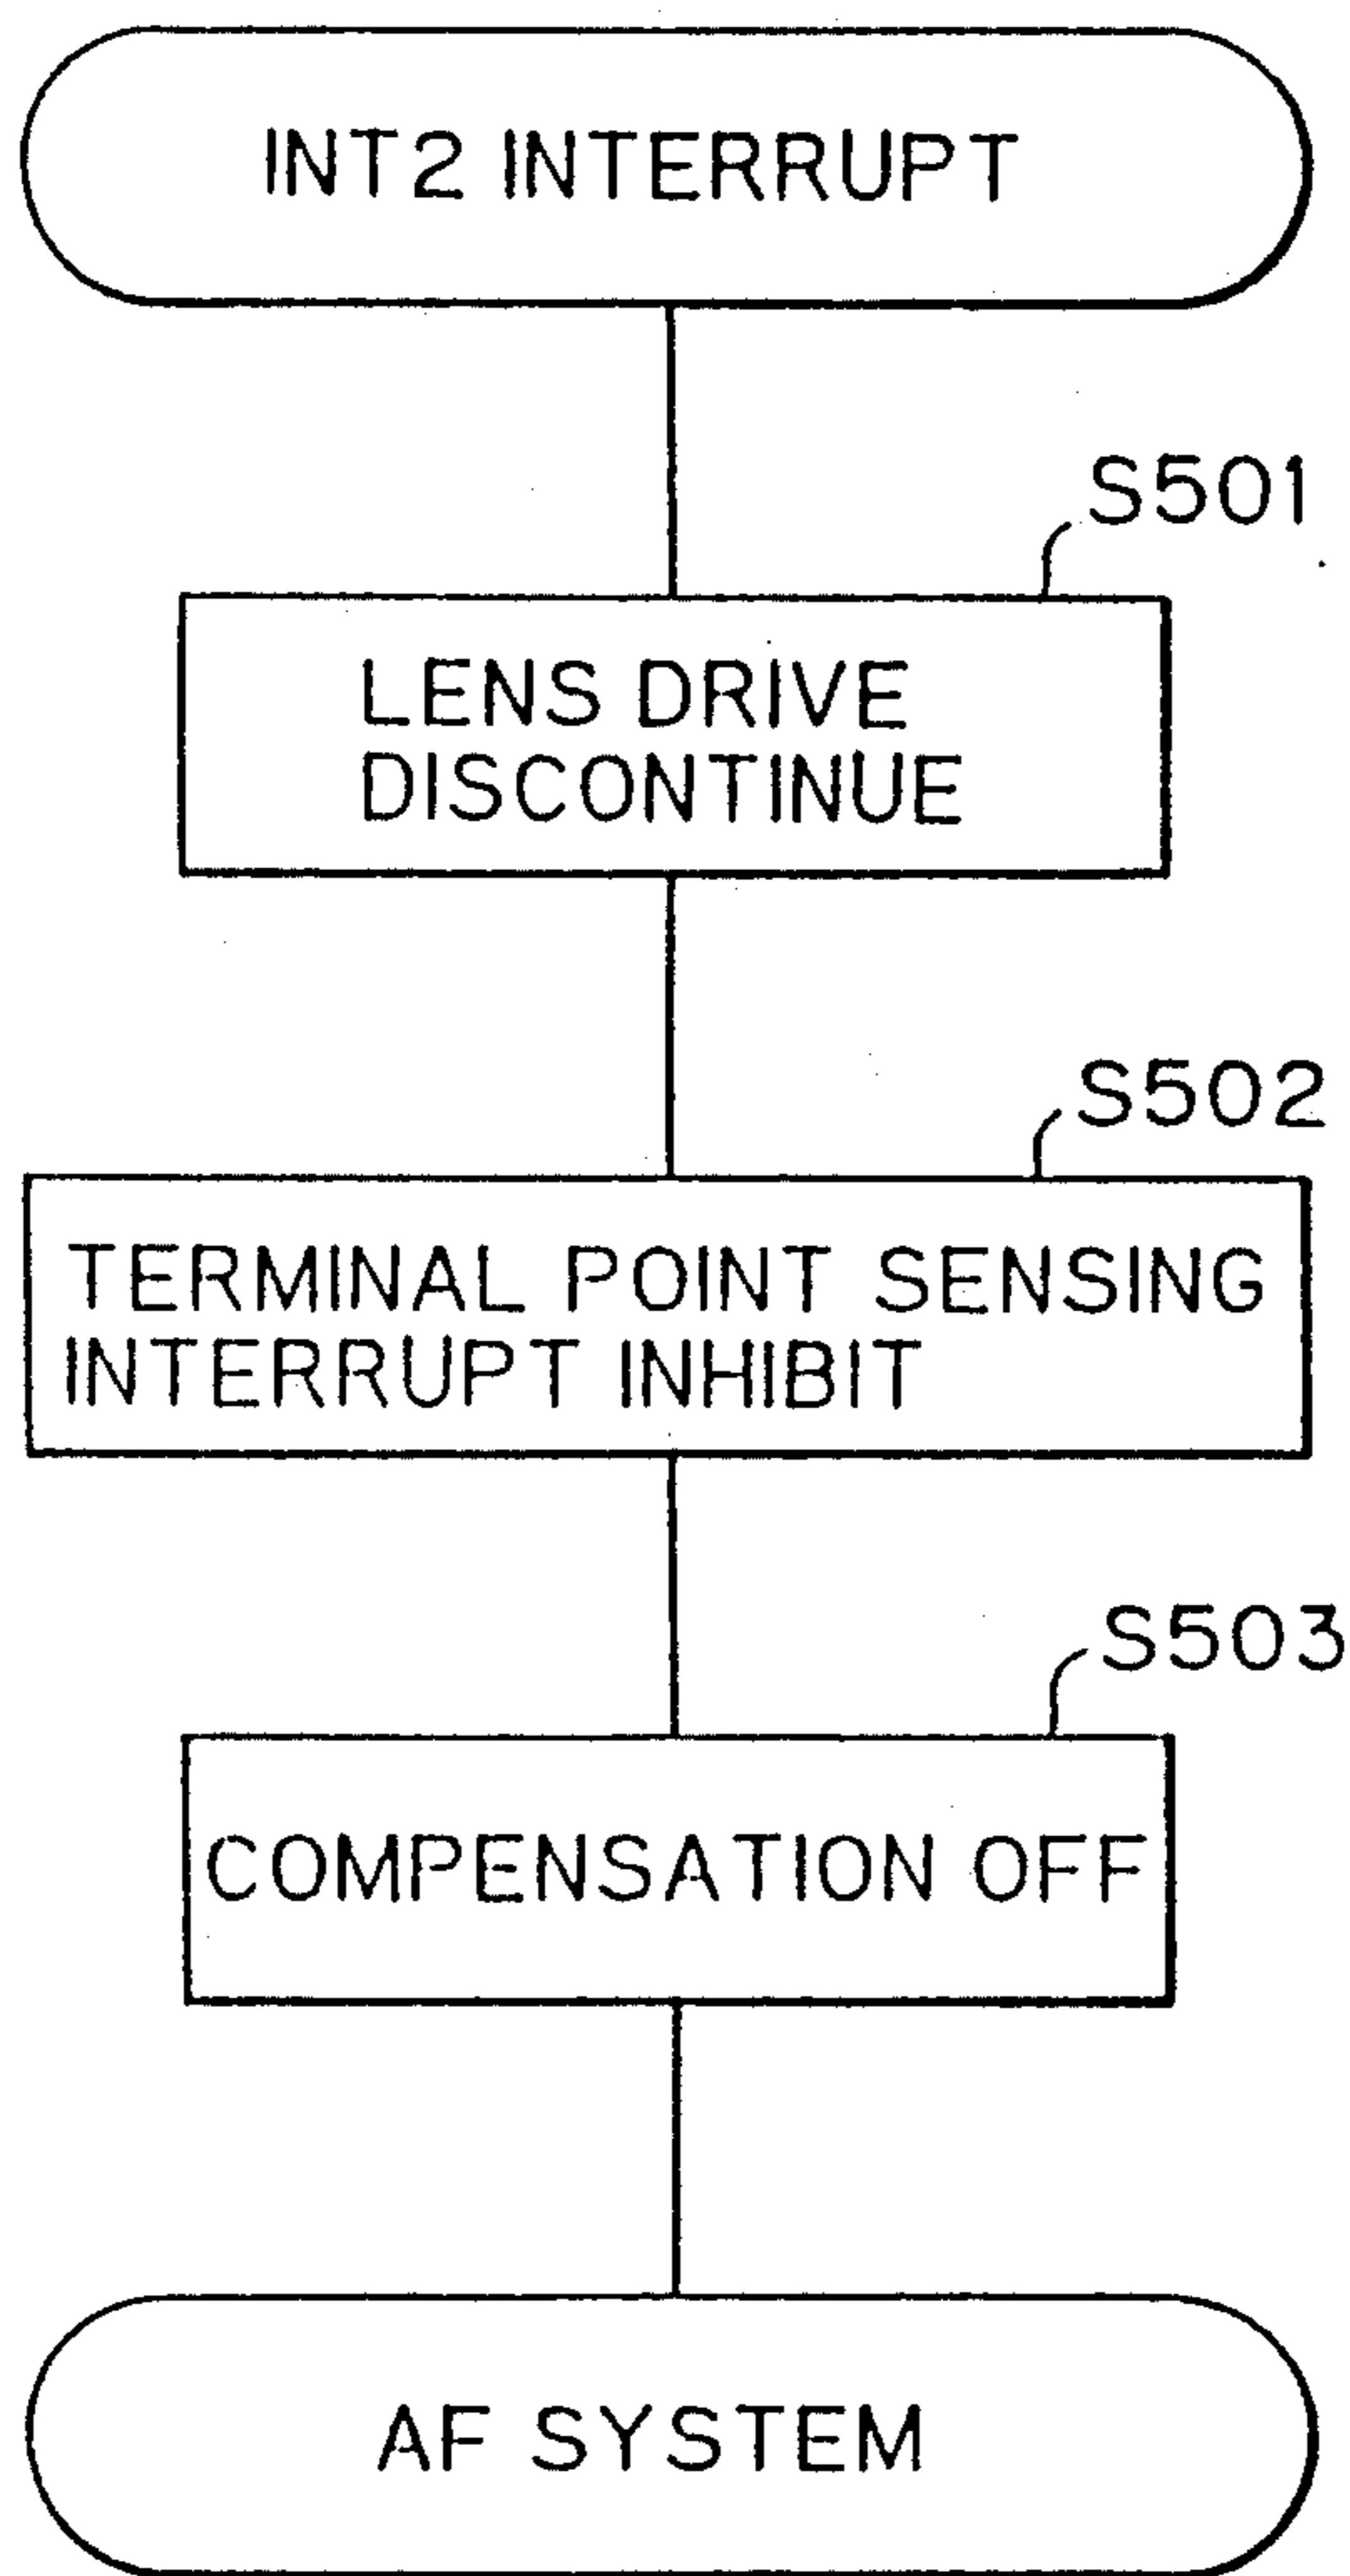 INT2 INTERRUPT
S501
LENS DRIVE
DISCONTINUE
S502
TERMINAL POINT SENSING
INTERRUPT INHIBIT
S503
COMPENSATION OFF
AF SYSTEM